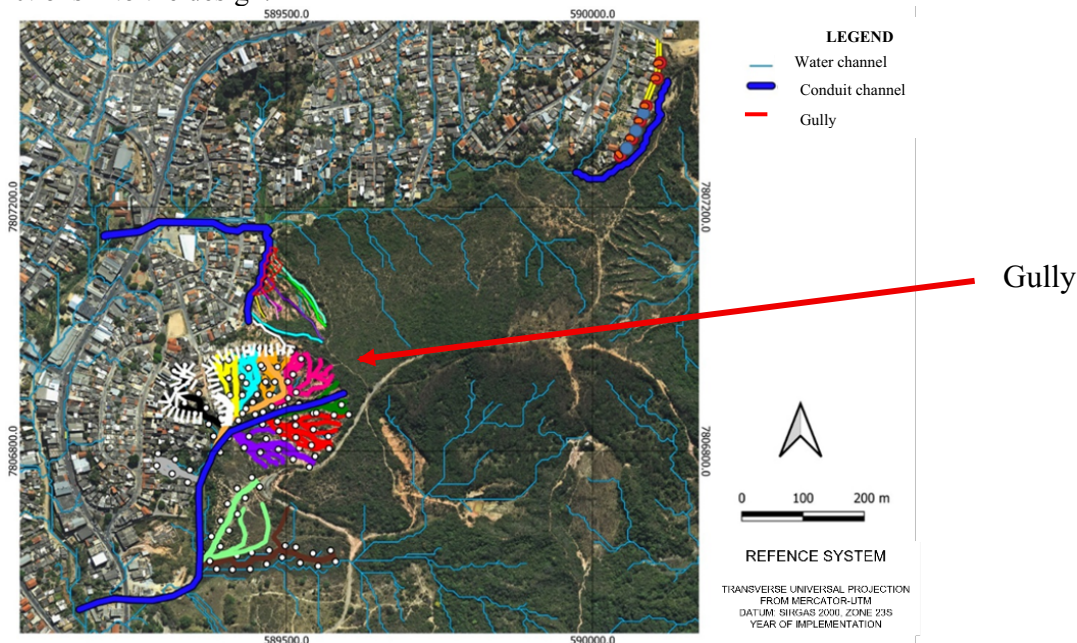 589500.0 590000.0
LEGEND
Water channel
Conduit channel
Gully
7807200.0 7807200.0
Gully
7806800.0 7806800.0
0 100 200 m
REFENCE SYSTEM
TRANSVERSE UNIVERSAL PROJECTION
FROM MERCATOR-UTM
DATUM: SIRGAS 2000, ZONE 23S
YEAR OF IMPLEMENTATION
589500.0 590000.0